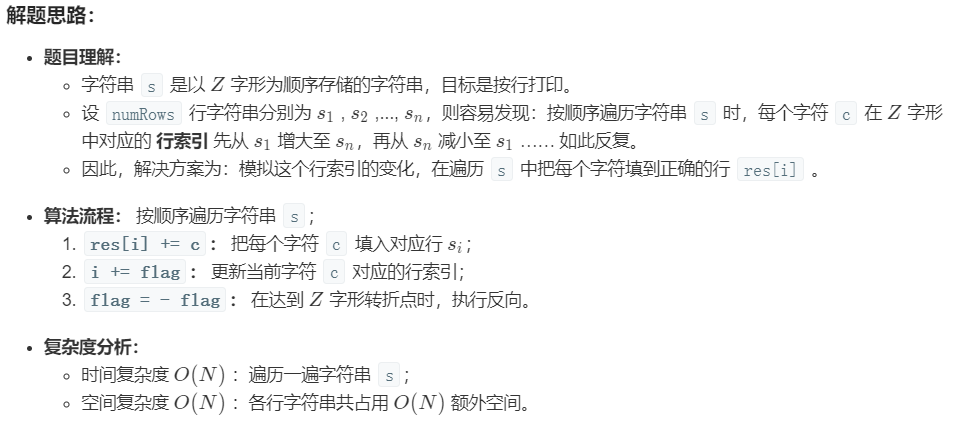 解题思路：
• 题目理解：
◦ 字符串 s 是以 Z 字形为顺序存储的字符串，目标是按行打印。
◦ 设 numRows 行字符串分别为 s1 , s2 ,..., sn，则容易发现：按顺序遍历字符串 s 时，每个字符 c 在 Z 字形
中对应的 行索引 先从 s1 增大至 sn，再从 sn 减小至 s1 …… 如此反复。
◦ 因此，解决方案为：模拟这个行索引的变化，在遍历 s 中把每个字符填到正确的行 res[i] 。
• 算法流程： 按顺序遍历字符串 s ；
1. res[i] += c ： 把每个字符 c 填入对应行 si；
2. i += flag ： 更新当前字符 c 对应的行索引；
3. flag = - flag ： 在达到 Z 字形转折点时，执行反向。
• 复杂度分析：
◦ 时间复杂度 O(N) ：遍历一遍字符串 s ；
◦ 空间复杂度 O(N) ：各行字符串共占用 O(N) 额外空间。